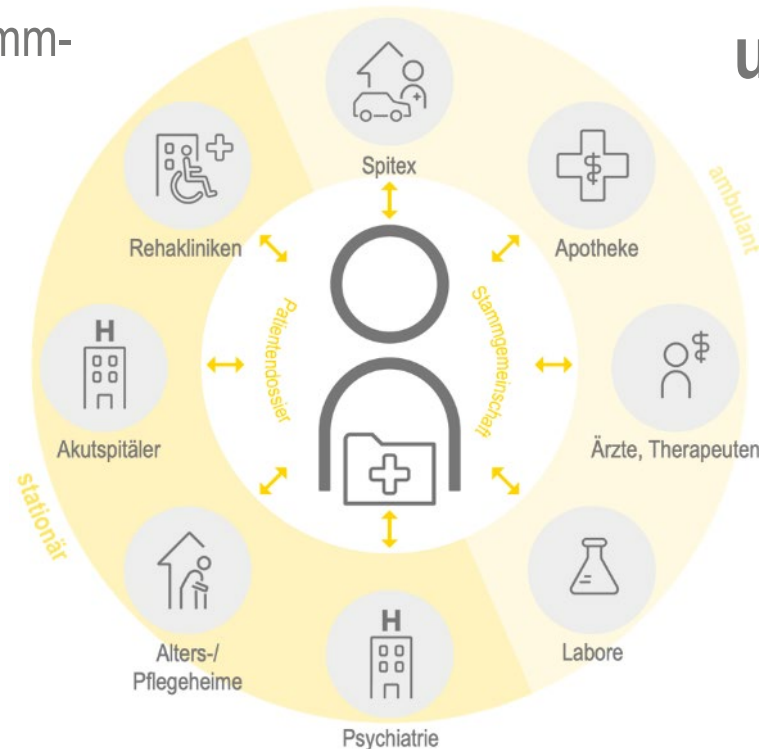 mm-
u
Spitex
Apotheke
ambulant
Ärzte, Therapeuten
Labore
Psychiatrie
Alters-/
Pflegeheime
stationär
H
Akutspitäler
Rehakliniken
Patientendossier
Stammgemeinschaft
H